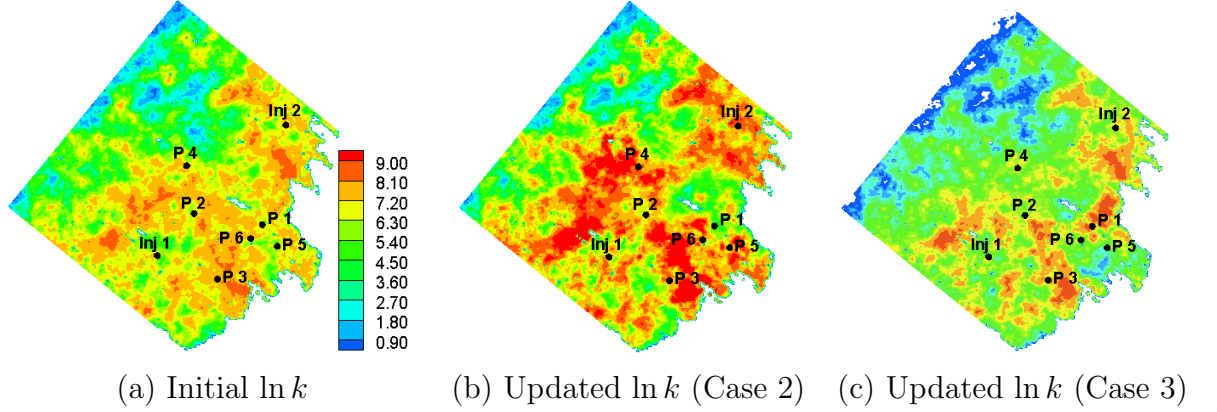 Inj 2
P 4
P 2
P 1
P 6
P 5
Inj 1
P 3
9.00
8.10
7.20
6.30
5.40
4.50
3.60
2.70
1.80
0.90
Inj 2
P 4
P 2
P 1
P 6
P 5
Inj 1
P 3
Inj 2
P 4
P 2
P 1
P 6
P 5
Inj 1
P 3
(a) Initial ln k
(b) Updated ln k (Case 2)
(c) Updated ln k (Case 3)